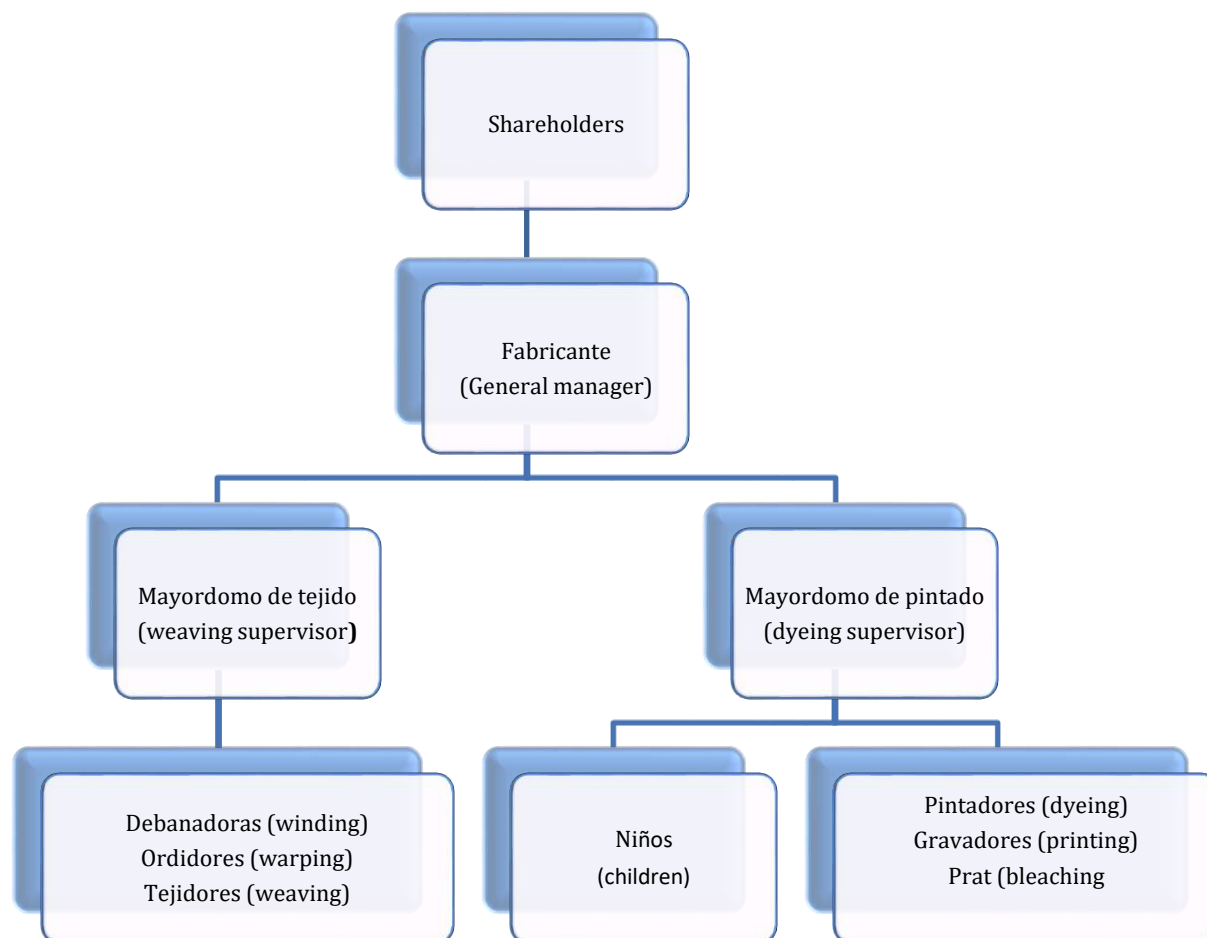 Shareholders
Fabricante
(General manager)
Mayordomo de tejido
(weaving supervisor)
Mayordomo de pintado
(dyeing supervisor)
Debanadoras (winding)
Ordidores (warping)
Tejidores (weaving)
Niños
(children)
Pintadores (dyeing)
Gravadores (printing)
Prat (bleaching